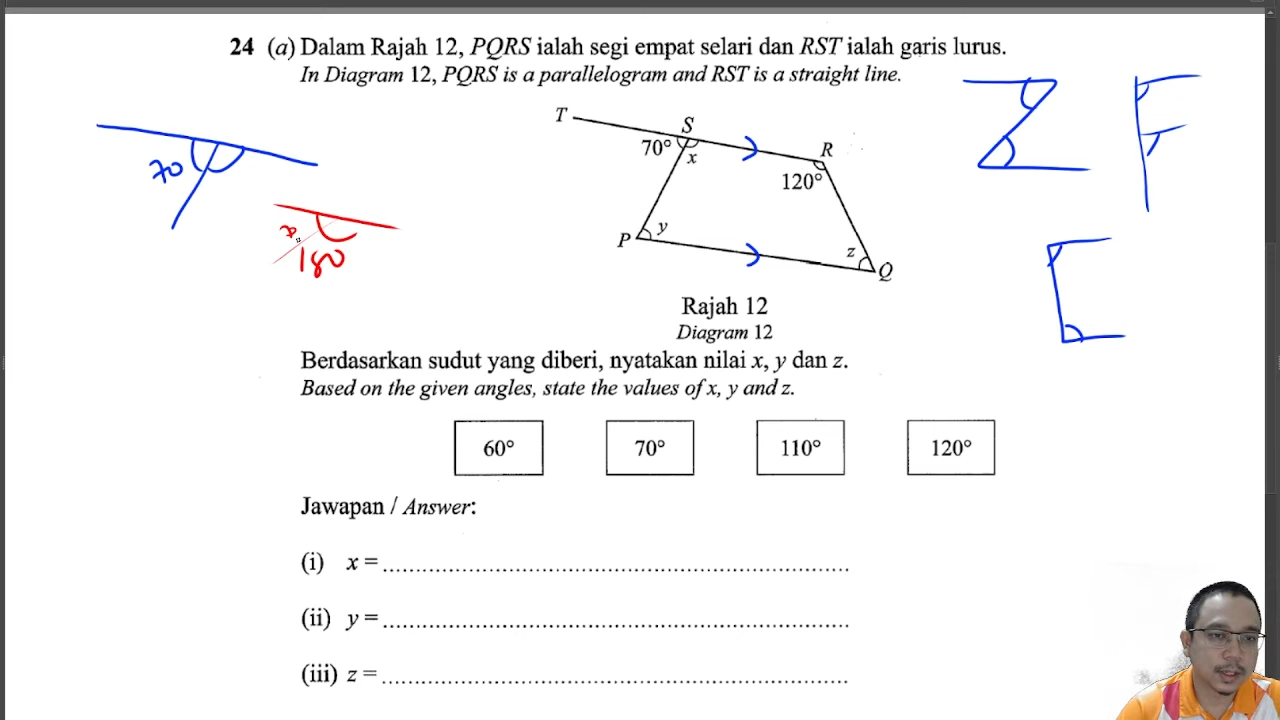 24 (a) Dalam Rajah 12, PQRS ialah segi empat selari dan RST ialah garis lurus.
In Diagram 12, PQRS is a parallelogram and RST is a straight line.
T
S
R
70°
x
120°
P
y
z
Q
70
180
Z F
Rajah 12
Diagram 12
Berdasarkan sudut yang diberi, nyatakan nilai x, y dan z.
Based on the given angles, state the values of x, y and z.
60° 70° 110° 120°
Jawapan / Answer:
(i) x = ................................................................
(ii) y = ................................................................
(iii) z = ................................................................